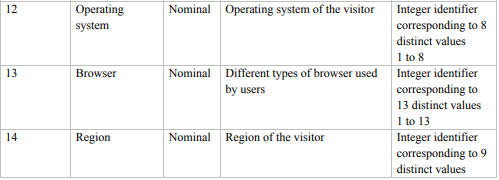 12 Operating Nominal Operating system of the visitor Integer identifier
system corresponding to 8
distinct values
1 to 8
13 Browser Nominal Different types of browser used Integer identifier
by users corresponding to
13 distinct values
1 to 13
14 Region Nominal Region of the visitor Integer identifier
corresponding to 9
distinct values